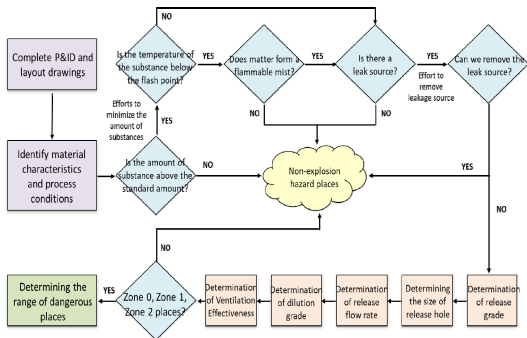 NO
Complete P&ID and
layout drawings
Is the temperature of
the substance below
the flash point?
YES
Does matter form a
flammable mist?
YES
Is there a
leak source?
YES
Effort to
remove
leakage source
Can we remove the
leak source?
Efforts to
minimize the
amount of
substances
YES
NO
NO
Identify material
characteristics
and process
conditions
Is the amount of
substance above the
standard amount?
NO
Non-explosion
hazard places
YES
NO
NO
Determining the
range of dangerous
places
YES
Zone 0, Zone 1,
Zone 2 places?
Determination
of Ventilation
Effectiveness
Determination
of dilution
grade
Determination
of release
flow rate
Determining
the size of
release hole
Determination
of release
grade